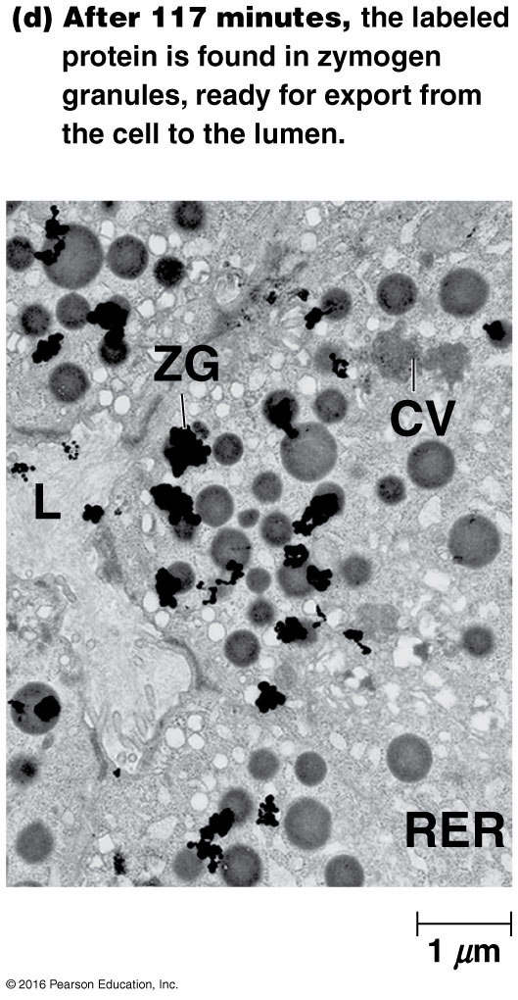 (d) After 117 minutes, the labeled
protein is found in zymogen
granules, ready for export from
the cell to the lumen.
ZG
CV
L
RER
1 μm
© 2016 Pearson Education, Inc.